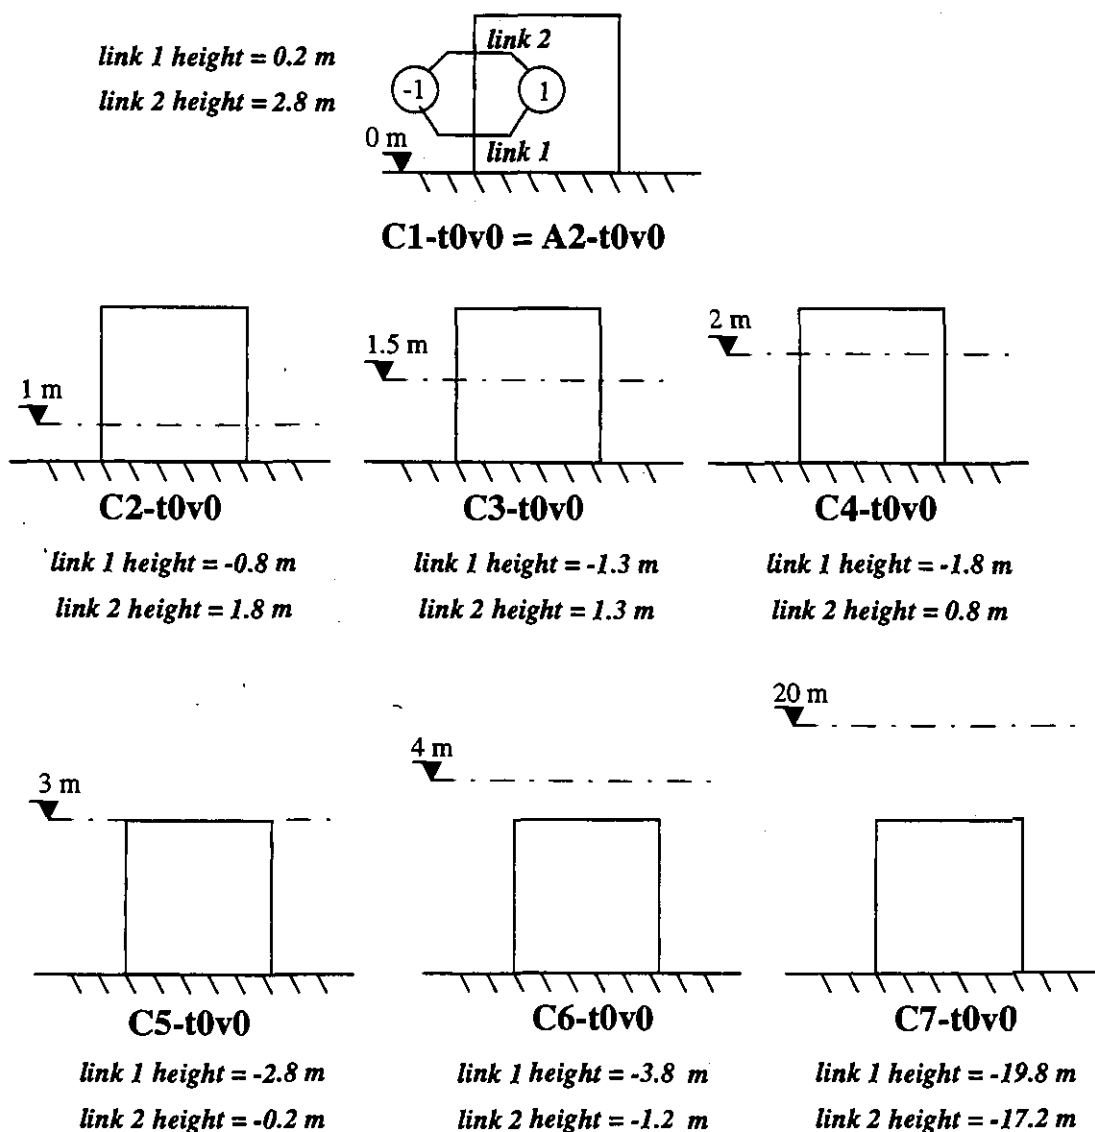 link 1 height = 0.2 m
link 2 height = 2.8 m
link 2
-1
1
0 m
link 1
C1-t0v0 = A2-t0v0
1 m
1.5 m
2 m
C2-t0v0
C3-t0v0
C4-t0v0
link 1 height = -0.8 m
link 1 height = -1.3 m
link 1 height = -1.8 m
link 2 height = 1.8 m
link 2 height = 1.3 m
link 2 height = 0.8 m
3 m
4 m
20 m
C5-t0v0
C6-t0v0
C7-t0v0
link 1 height = -2.8 m
link 1 height = -3.8 m
link 1 height = -19.8 m
link 2 height = -0.2 m
link 2 height = -1.2 m
link 2 height = -17.2 m